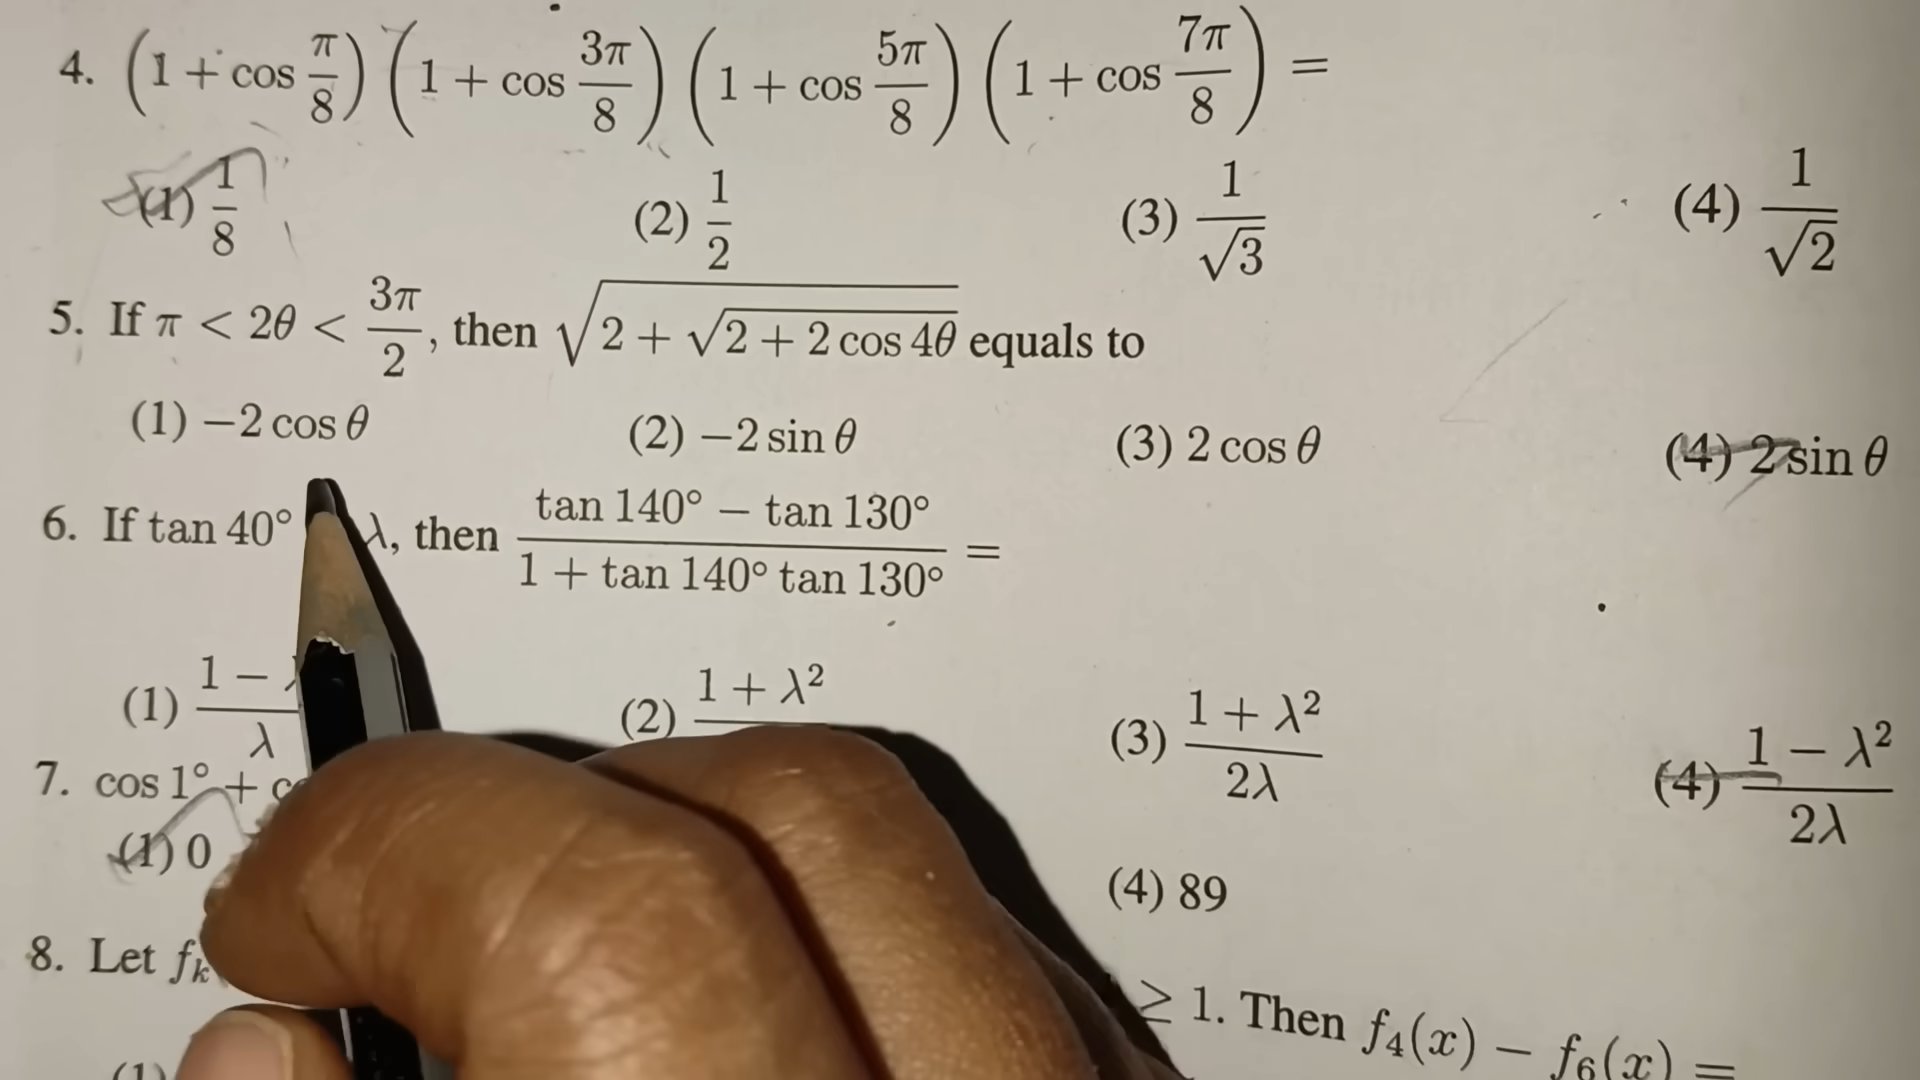 4. (1 + cos π/8) (1 + cos 3π/8) (1 + cos 5π/8) (1 + cos 7π/8) =
(1) 1/8 (2) 1/2 (3) 1/√3 (4) 1/√2
5. If π < 2θ < 3π/2, then √(2 + √(2 + 2 cos 4θ)) equals to
(1) −2 cos θ (2) −2 sin θ (3) 2 cos θ (4) 2 sin θ
6. If tan 40° λ, then (tan 140° − tan 130°)/(1 + tan 140° tan 130°) =
(1) 1 − /λ (2) 1 + λ² (3) (1 + λ²)/2λ (4) (1 − λ²)/2λ
7. cos 1° +
(1) 0 (4) 89
8. Let fₖ ≥ 1. Then f₄(x) − f₆(x) =
(1)